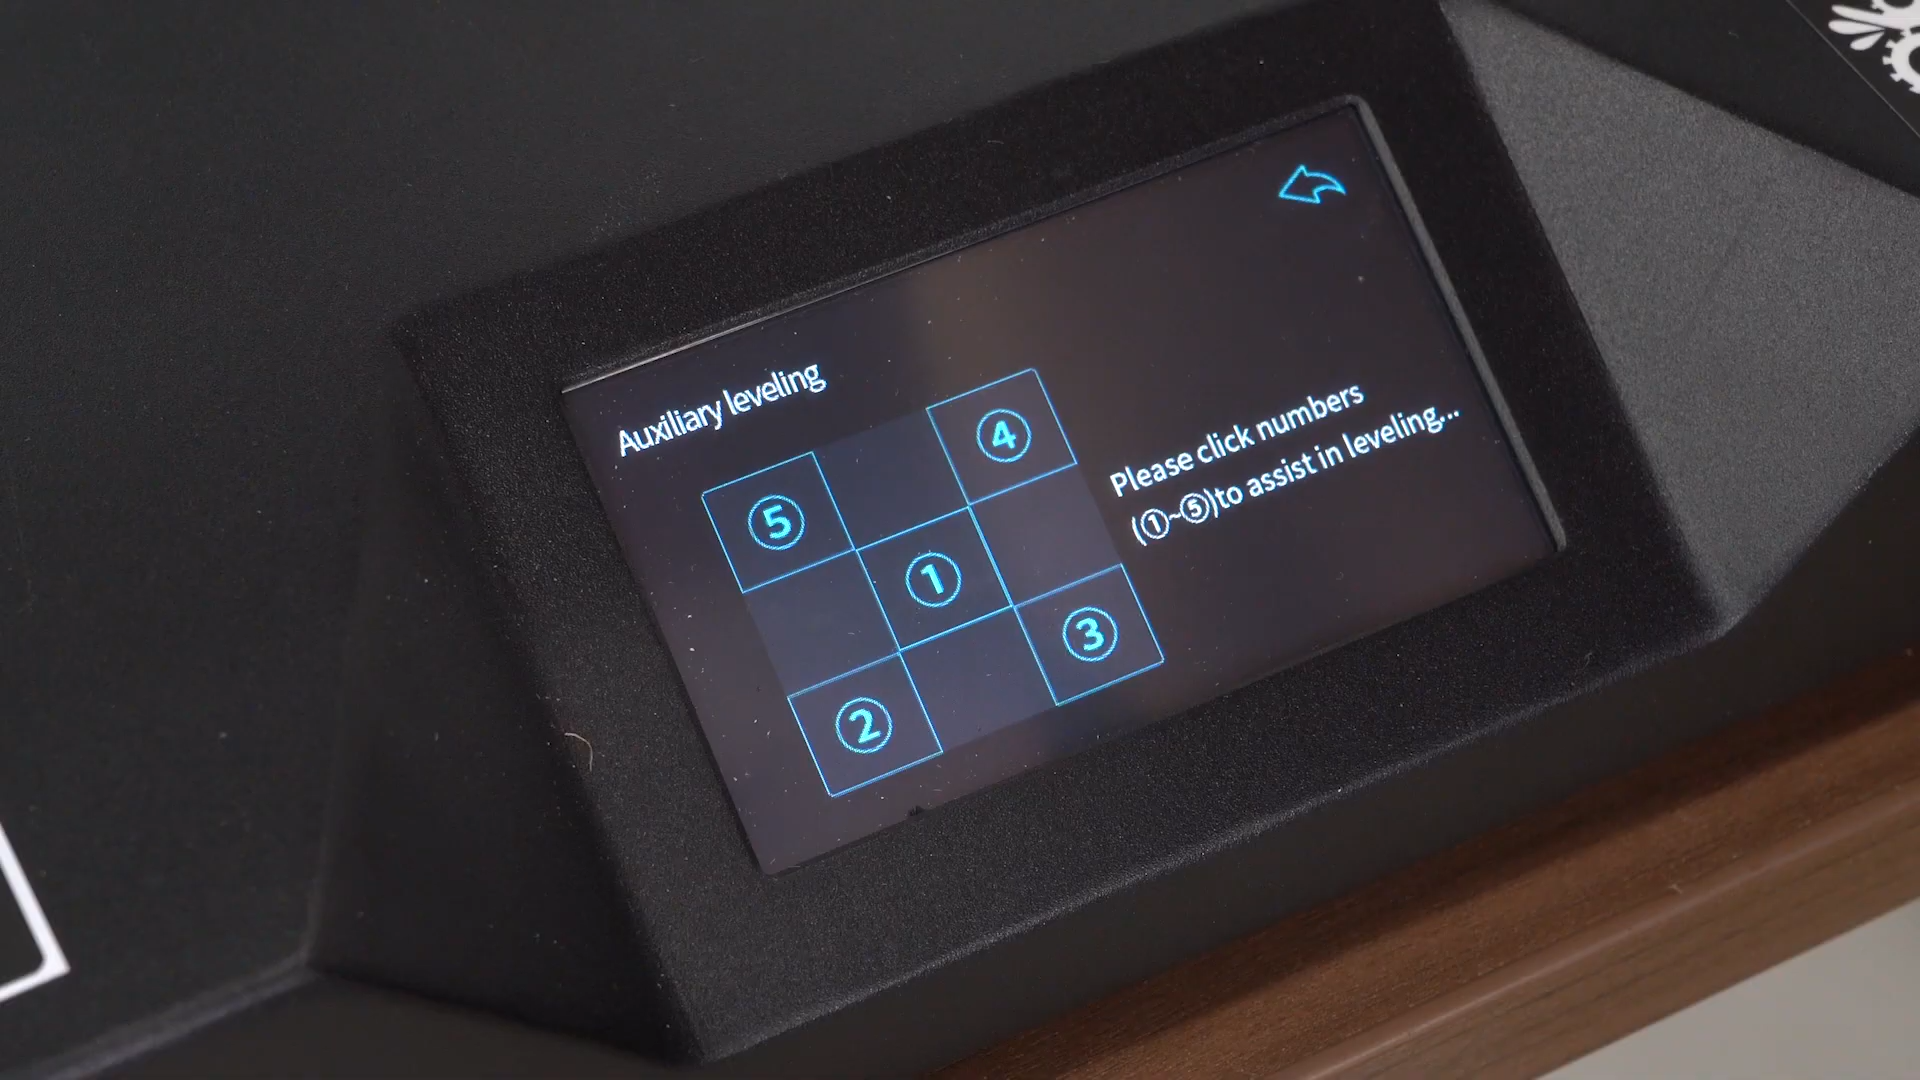 Auxiliary leveling
⑤
④
①
②
③
Please click numbers
(①~⑤)to assist in leveling...